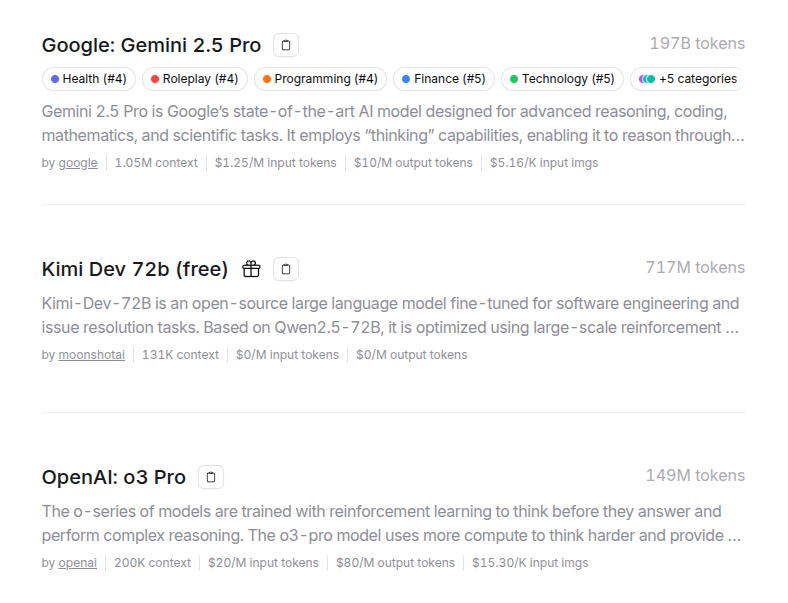 Google: Gemini 2.5 Pro 197B tokens
Health (#4) Roleplay (#4) Programming (#4) Finance (#5) Technology (#5) +5 categories
Gemini 2.5 Pro is Google's state-of-the-art AI model designed for advanced reasoning, coding,
mathematics, and scientific tasks. It employs “thinking” capabilities, enabling it to reason through...
by google 1.05M context $1.25/M input tokens $10/M output tokens $5.16/K input imgs
Kimi Dev 72b (free) 717M tokens
Kimi-Dev-72B is an open-source large language model fine-tuned for software engineering and
issue resolution tasks. Based on Qwen2.5-72B, it is optimized using large-scale reinforcement ...
by moonshotai 131K context $0/M input tokens $0/M output tokens
OpenAI: o3 Pro 149M tokens
The o-series of models are trained with reinforcement learning to think before they answer and
perform complex reasoning. The o3-pro model uses more compute to think harder and provide ...
by openai 200K context $20/M input tokens $80/M output tokens $15.30/K input imgs